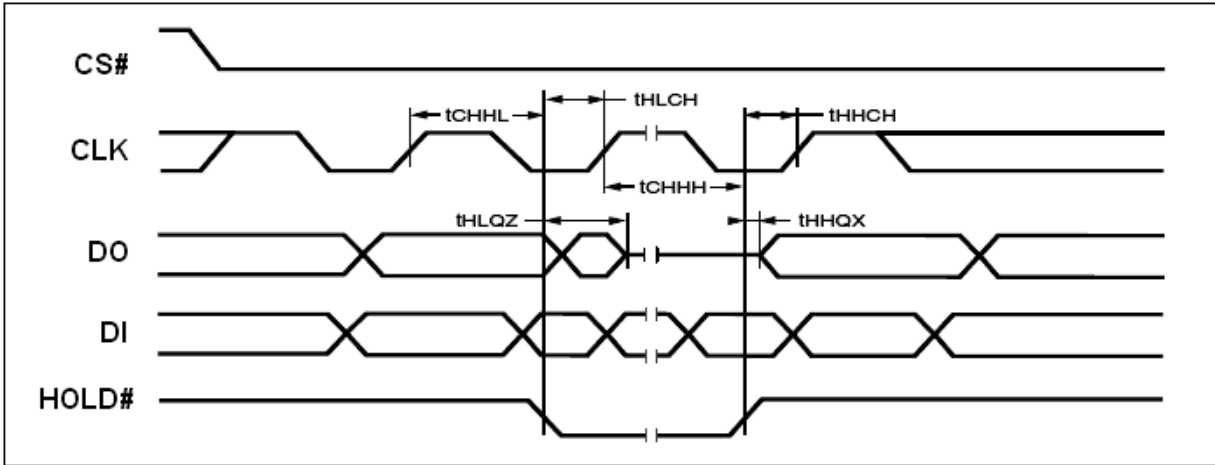 CS#
tHLCH
tCHHL
tHHCH
CLK
tCHHH
tHLQZ
tHHQX
DO
DI
HOLD#